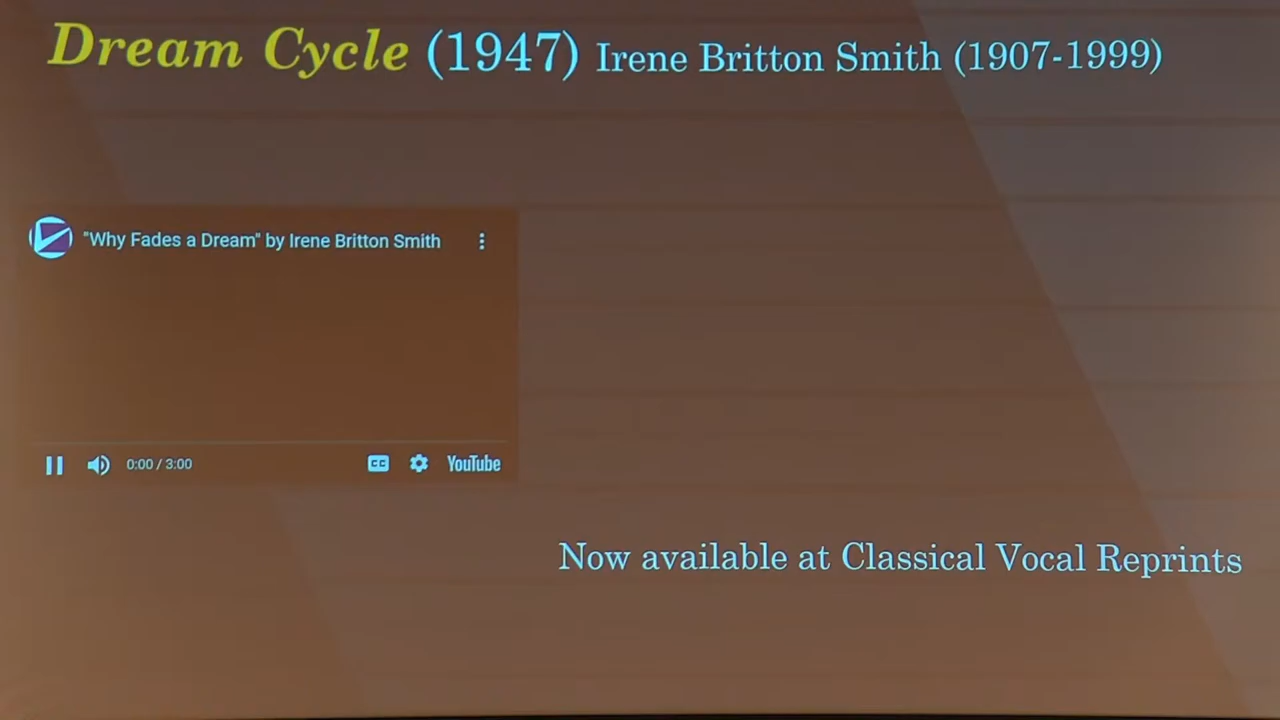 Dream Cycle (1947) Irene Britton Smith (1907-1999)
"Why Fades a Dream" by Irene Britton Smith
0:00 / 3:00
CC
YouTube
Now available at Classical Vocal Reprints